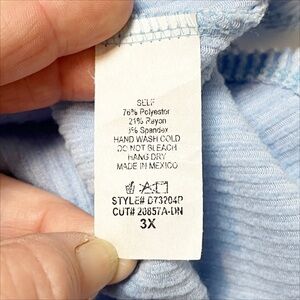 SELF
76% Polyester
21% Rayon
3% Spandex
HAND WASH COLD
DO NOT BLEACH
HANG DRY
MADE IN MEXICO
STYLE# D73204P
CUT# 20857A-DN
3X